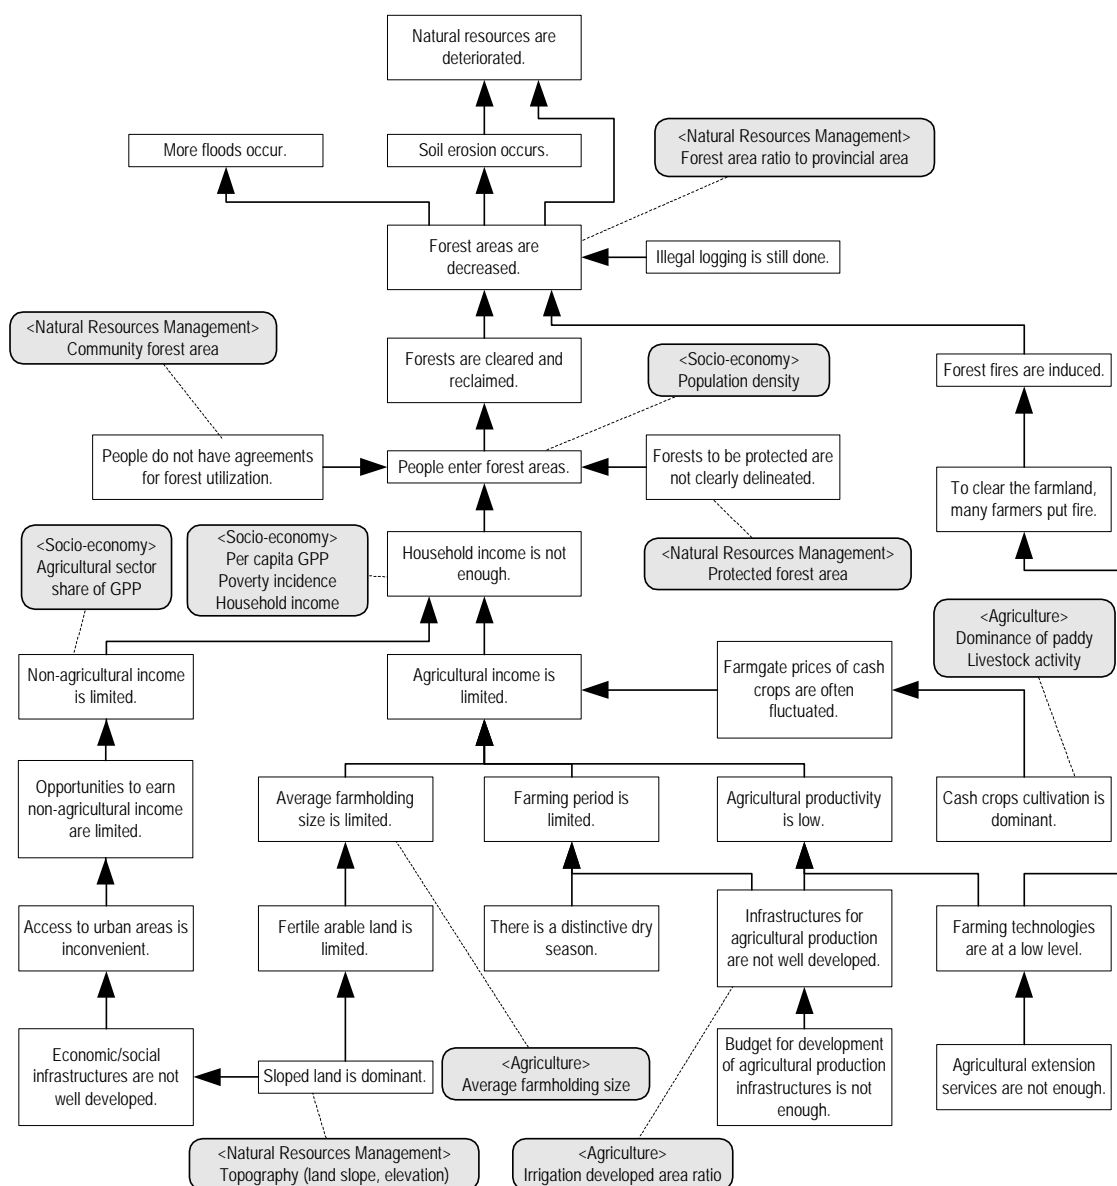 Natural resources are
deteriorated.
More floods occur.
Soil erosion occurs.
<Natural Resources Management>
Forest area ratio to provincial area
Forest areas are
decreased.
Illegal logging is still done.
<Natural Resources Management>
Community forest area
Forests are cleared and
reclaimed.
<Socio-economy>
Population density
Forest fires are induced.
People do not have agreements
for forest utilization.
People enter forest areas.
Forests to be protected are
not clearly delineated.
To clear the farmland,
many farmers put fire.
<Socio-economy>
Agricultural sector
share of GPP
<Socio-economy>
Per capita GPP
Poverty incidence
Household income
Household income is not
enough.
<Natural Resources Management>
Protected forest area
<Agriculture>
Dominance of paddy
Livestock activity
Non-agricultural income
is limited.
Agricultural income is
limited.
Farmgate prices of cash
crops are often
fluctuated.
Opportunities to earn
non-agricultural income
are limited.
Average farmholding
size is limited.
Farming period is
limited.
Agricultural productivity
is low.
Cash crops cultivation is
dominant.
Access to urban areas is
inconvenient.
Fertile arable land is
limited.
There is a distinctive dry
season.
Infrastructures for
agricultural production
are not well developed.
Farming technologies
are at a low level.
Economic/social
infrastructures are not
well developed.
Sloped land is dominant.
<Agriculture>
Average farmholding size
Budget for development
of agricultural production
infrastructures is not
enough.
Agricultural extension
services are not enough.
<Natural Resources Management>
Topography (land slope, elevation)
<Agriculture>
Irrigation developed area ratio